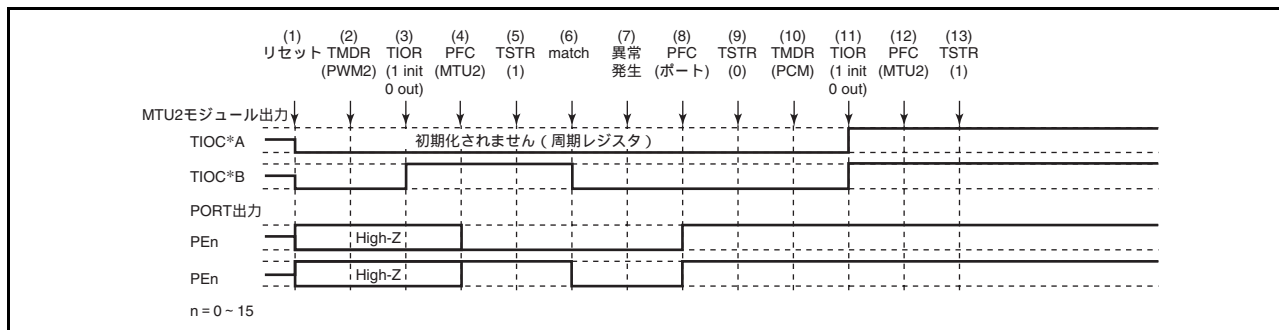 (1) (2) (3) (4) (5) (6) (7) (8) (9) (10) (11) (12) (13)
リセット TMDR TIOR PFC TSTR match 異常 PFC TSTR TMDR TIOR PFC TSTR
(PWM2) (1 init (MTU2) (1) 発生 (ポート) (0) (PCM) (1 init (MTU2) (1)
0 out) 0 out)
MTU2モジュール出力
TIOC*A 初期化されません ( 周期レジスタ )
TIOC*B
PORT出力
PEn High-Z
PEn High-Z
n = 0 ~ 15